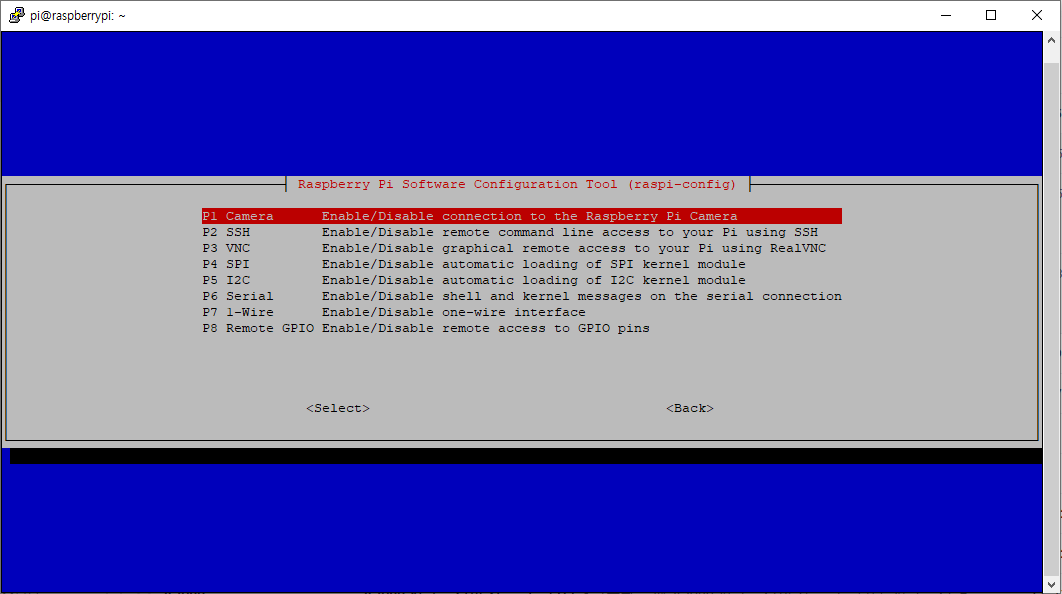 pi@raspberrypi: ~
Raspberry Pi Software Configuration Tool (raspi-config)
P1 Camera Enable/Disable connection to the Raspberry Pi Camera
P2 SSH Enable/Disable remote command line access to your Pi using SSH
P3 VNC Enable/Disable graphical remote access to your Pi using RealVNC
P4 SPI Enable/Disable automatic loading of SPI kernel module
P5 I2C Enable/Disable automatic loading of I2C kernel module
P6 Serial Enable/Disable shell and kernel messages on the serial connection
P7 1-Wire Enable/Disable one-wire interface
P8 Remote GPIO Enable/Disable remote access to GPIO pins
<Select> <Back>